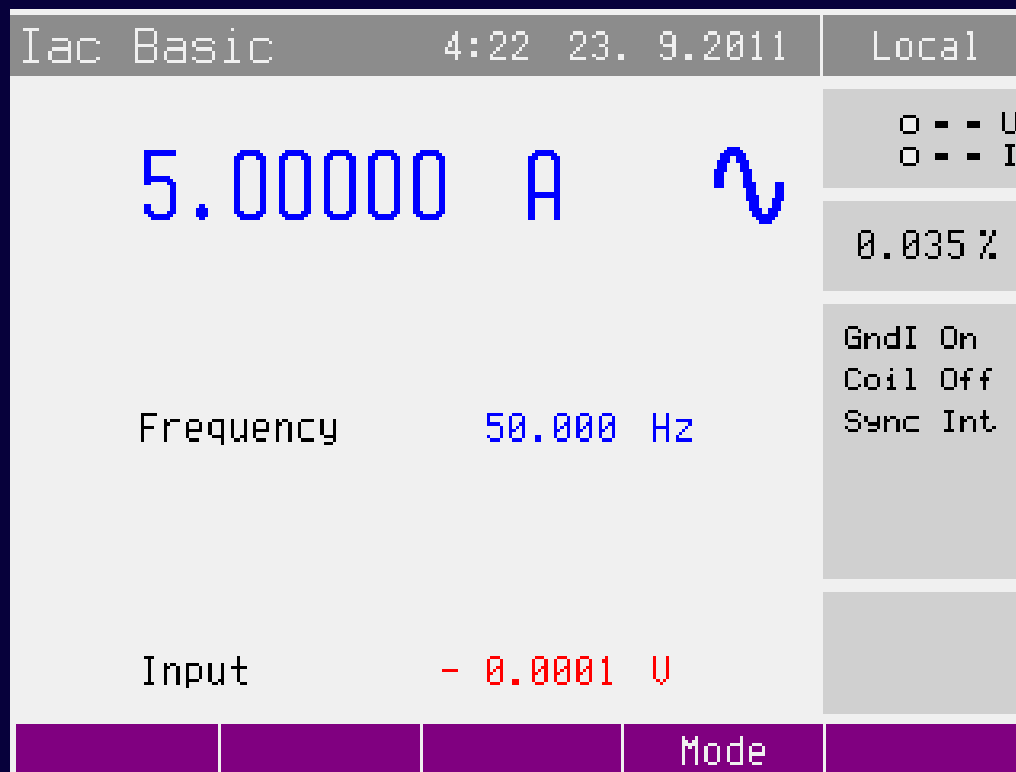 Iac Basic 4:22 23. 9.2011 Local
U
I
5.00000 A
0.035 %
GndI On
Coil Off
Sync Int
Frequency 50.000 Hz
Input - 0.0001 V
Mode